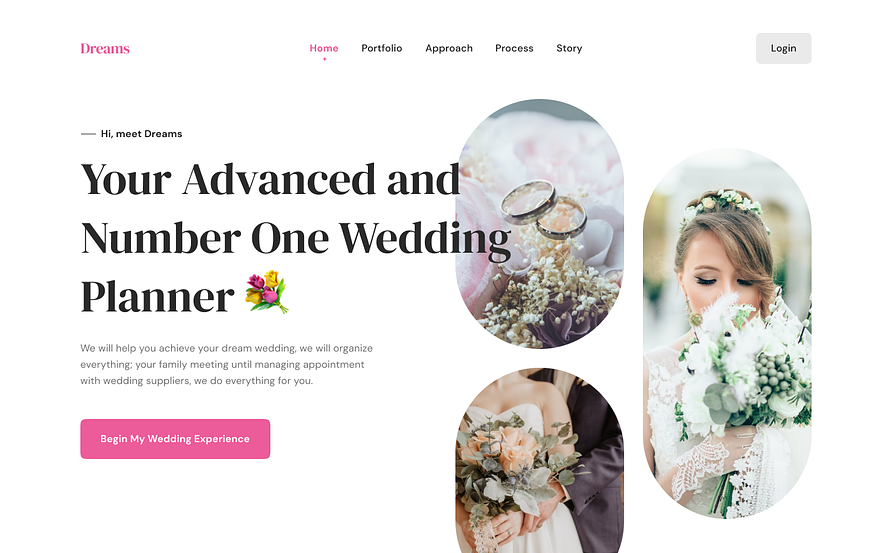 Dreams
Home Portfolio Approach Process Story
Login
Hi, meet Dreams
Your Advanced and
Number One Wedding
Planner
We will help you achieve your dream wedding, we will organize
everything; your family meeting until managing appointment
with wedding suppliers, we do everything for you.
Begin My Wedding Experience